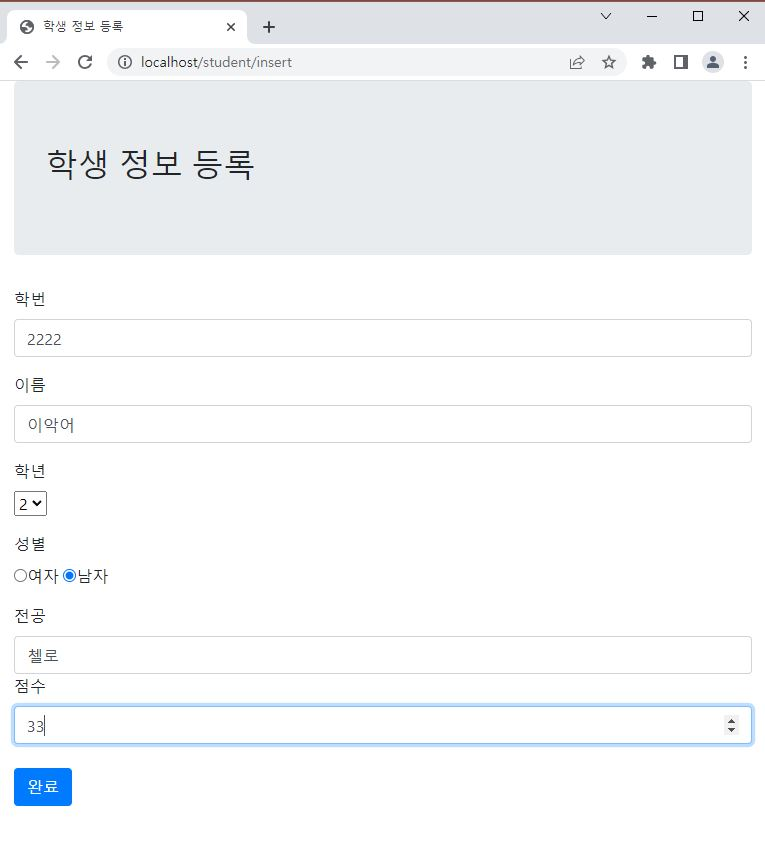 학생 정보 등록
localhost/student/insert
학생 정보 등록
학번
2222
이름
이악어
학년
2
성별
여자 남자
전공
첼로
점수
33
완료